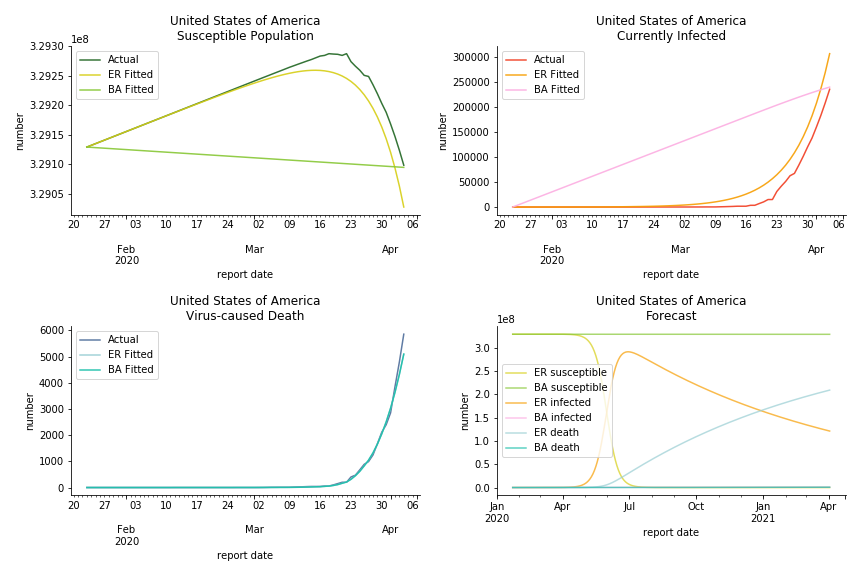 United States of America
Susceptible Population
1e8
3.2930
3.2925
3.2920
3.2915
3.2910
3.2905
number
Actual
ER Fitted
BA Fitted
20 27 03 10 17 24 02 09 16 23 30 06
Feb Mar Apr
2020
report date
United States of America
Currently Infected
300000
250000
200000
150000
100000
50000
0
number
Actual
ER Fitted
BA Fitted
20 27 03 10 17 24 02 09 16 23 30 06
Feb Mar Apr
2020
report date
United States of America
Virus-caused Death
6000
5000
4000
3000
2000
1000
0
number
Actual
ER Fitted
BA Fitted
20 27 03 10 17 24 02 09 16 23 30 06
Feb Mar Apr
2020
report date
United States of America
Forecast
1e8
3.0
2.5
2.0
1.5
1.0
0.5
0.0
number
ER susceptible
BA susceptible
ER infected
BA infected
ER death
BA death
Jan Apr Jul Oct Jan Apr
2020 2021
report date